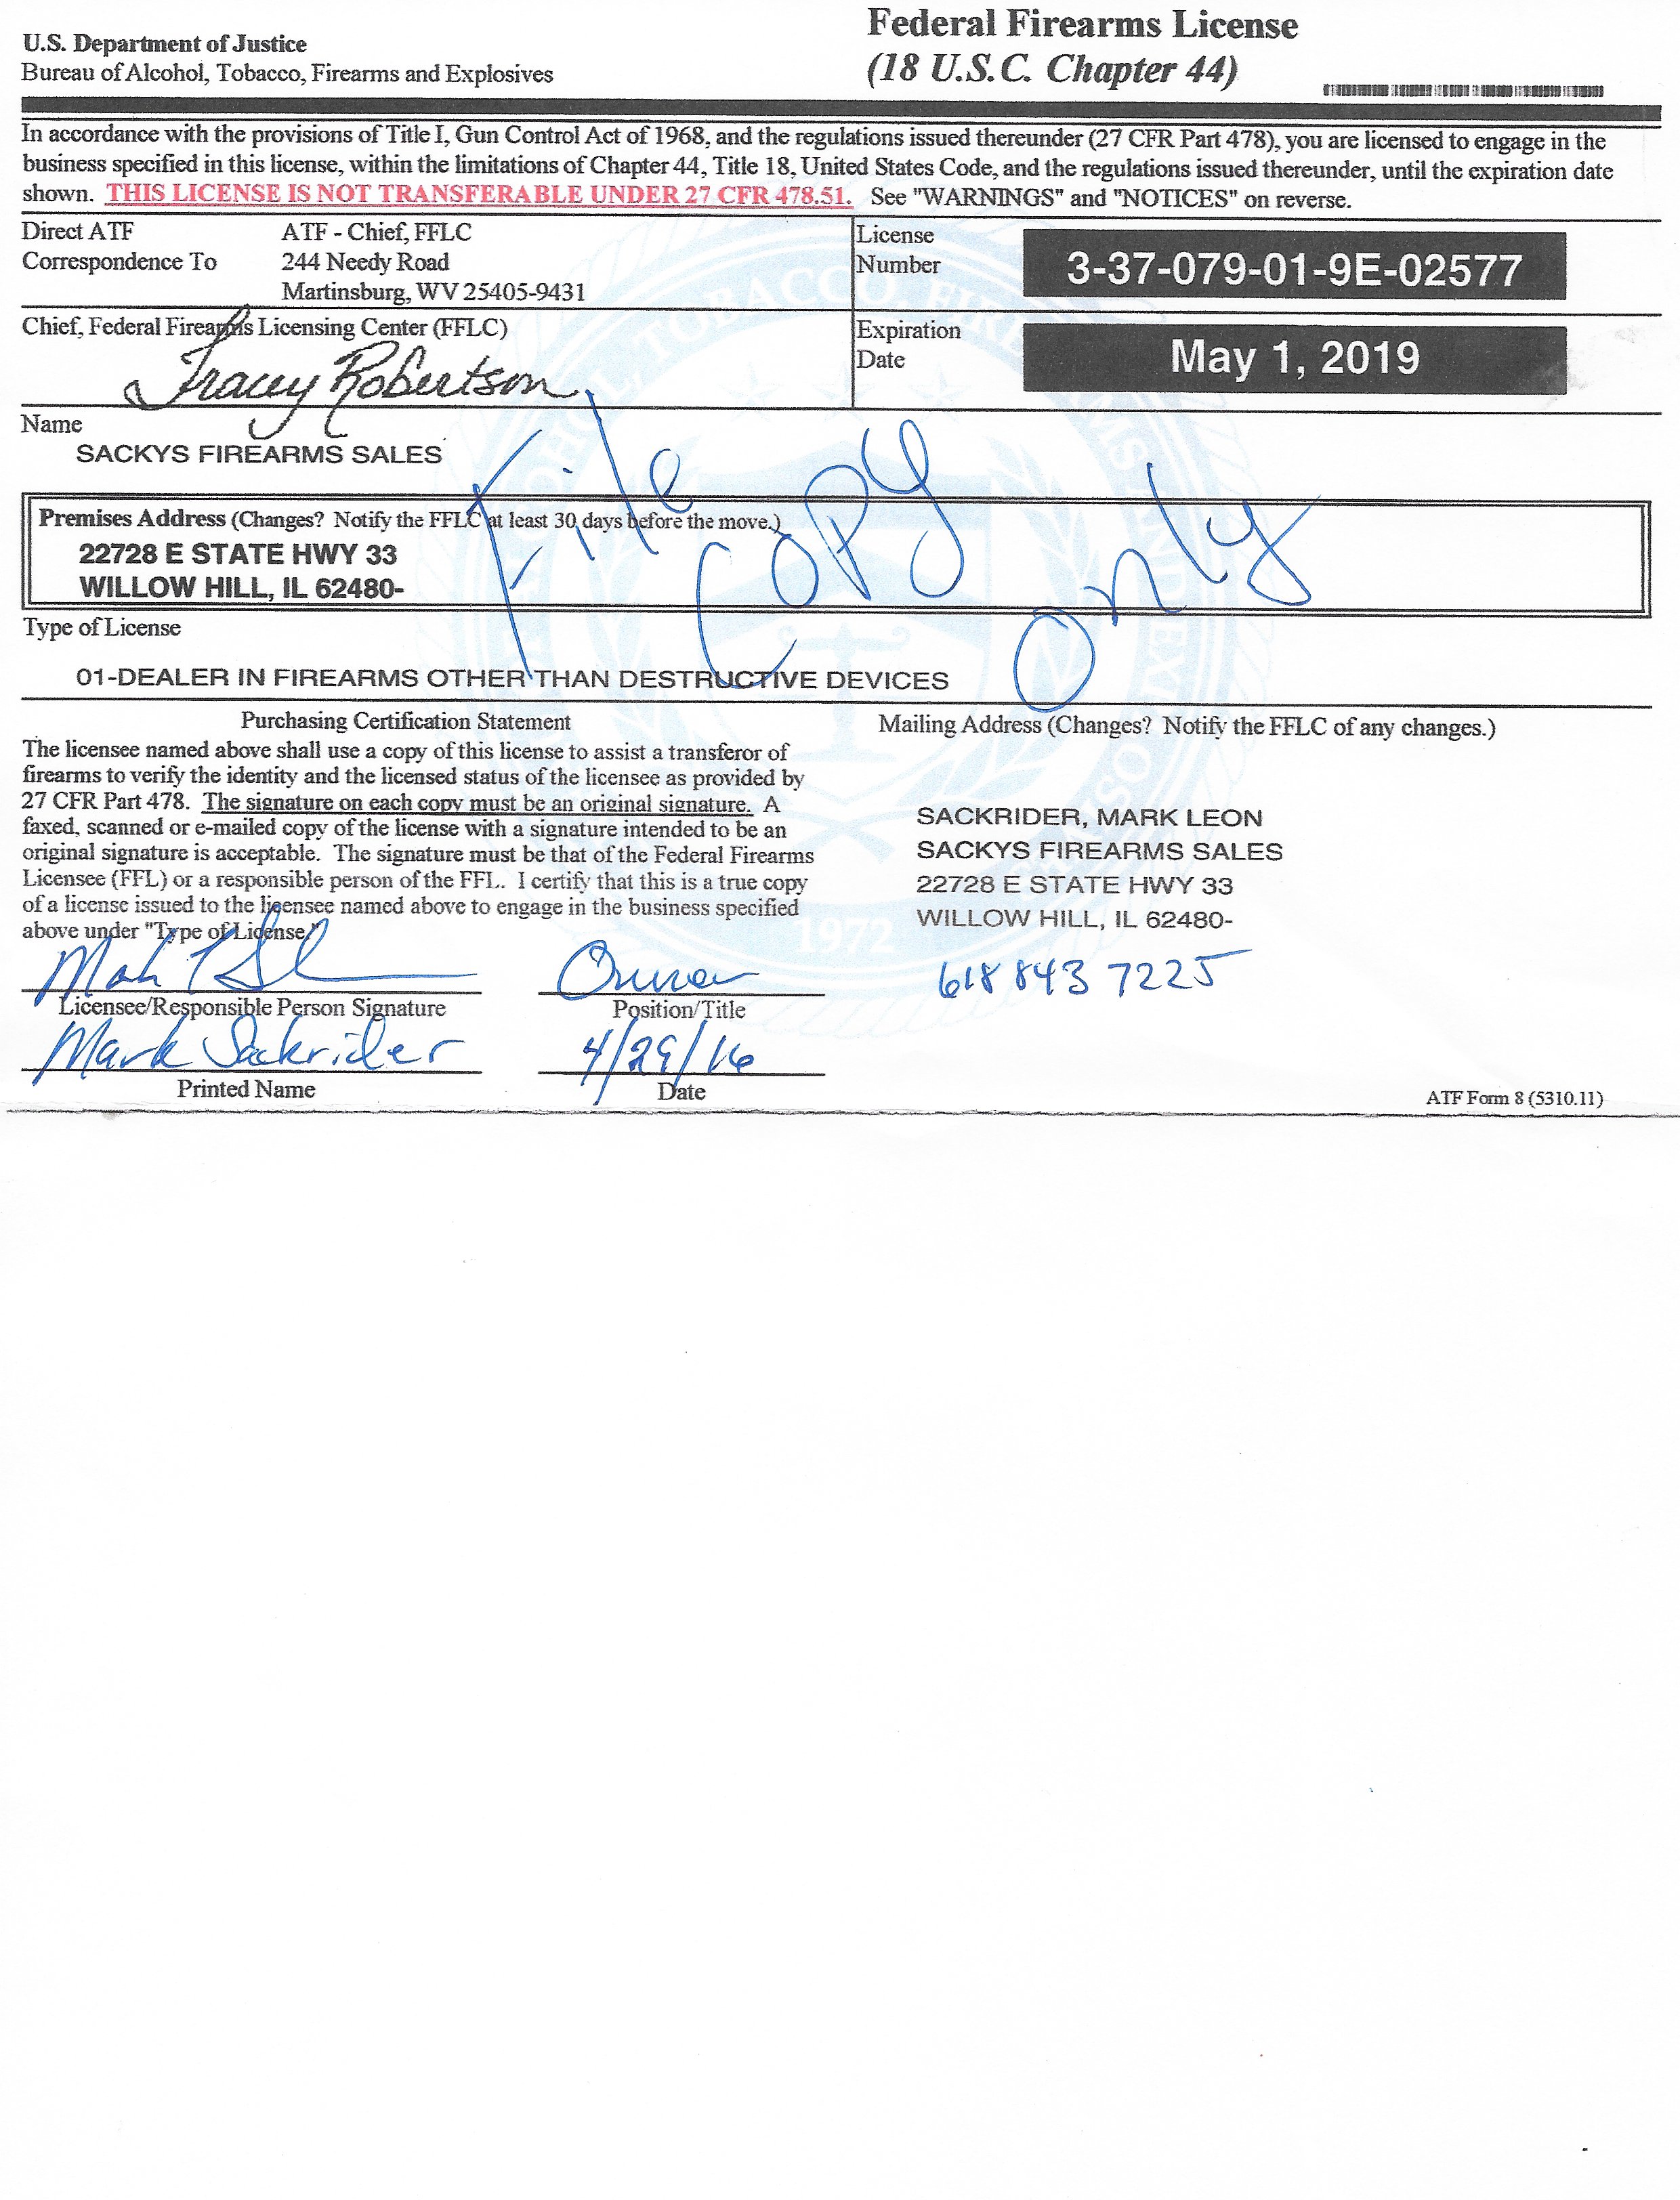 U.S. Department of Justice
Bureau of Alcohol, Tobacco, Firearms and Explosives
Federal Firearms License
(18 U.S.C. Chapter 44)
In accordance with the provisions of Title I, Gun Control Act of 1968, and the regulations issued thereunder (27 CFR Part 478), you are licensed to engage in the
business specified in this license, within the limitations of Chapter 44, Title 18, United States Code, and the regulations issued thereunder, until the expiration date
shown. THIS LICENSE IS NOT TRANSFERABLE UNDER 27 CFR 478.51. See "WARNINGS" and "NOTICES" on reverse.
Direct ATF
Correspondence To
ATF - Chief, FFLC
244 Needy Road
Martinsburg, WV 25405-9431
License
Number
3-37-079-01-9E-02577
Chief, Federal Firearms Licensing Center (FFLC)
Tracey Robertson
Expiration
Date
May 1, 2019
Name
SACKYS FIREARMS SALES
File Copy Only
Premises Address (Changes? Notify the FFLC at least 30 days before the move.)
22728 E STATE HWY 33
WILLOW HILL, IL 62480-
Type of License
01-DEALER IN FIREARMS OTHER THAN DESTRUCTIVE DEVICES
Purchasing Certification Statement
The licensee named above shall use a copy of this license to assist a transferor of
firearms to verify the identity and the licensed status of the licensee as provided by
27 CFR Part 478. The signature on each copy must be an original signature. A
faxed, scanned or e-mailed copy of the license with a signature intended to be an
original signature is acceptable. The signature must be that of the Federal Firearms
Licensee (FFL) or a responsible person of the FFL. I certify that this is a true copy
of a license issued to the licensee named above to engage in the business specified
above under "Type of License."
Mailing Address (Changes? Notify the FFLC of any changes.)
SACKRIDER, MARK LEON
SACKYS FIREARMS SALES
22728 E STATE HWY 33
WILLOW HILL, IL 62480-
618 843 7225
1972
Owner
Licensee/Responsible Person Signature
Position/Title
Mark Sackrider
4/29/16
Printed Name
Date
ATF Form 8 (5310.11)